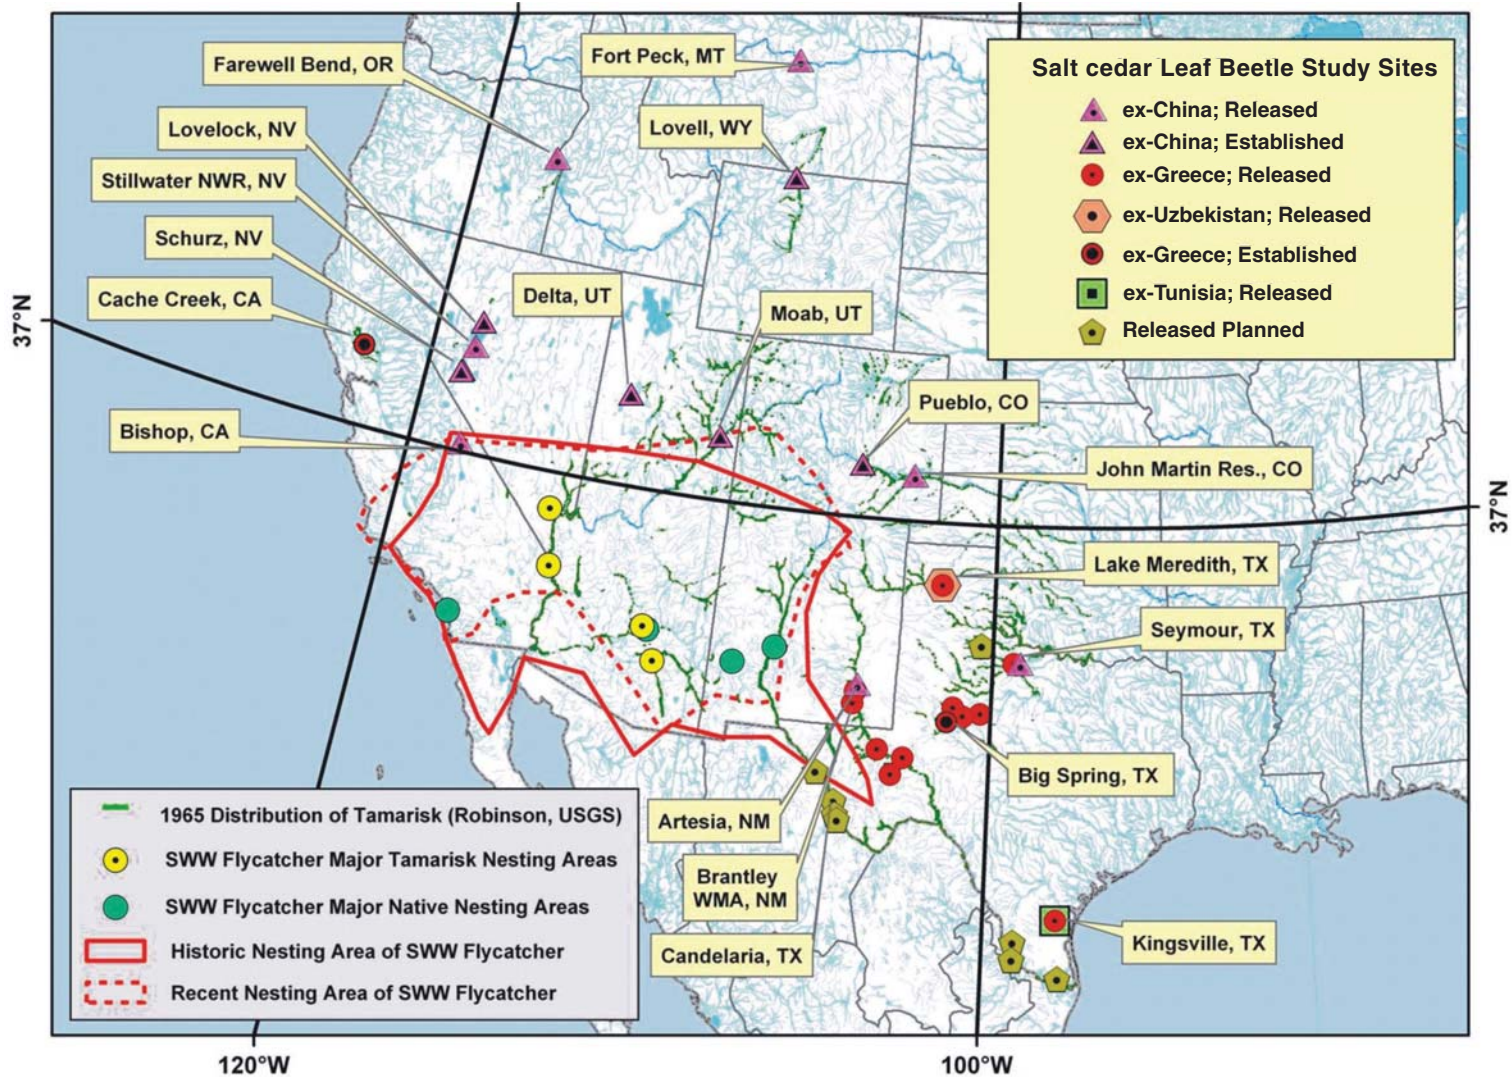 Farewell Bend, OR
Fort Peck, MT
Lovelock, NV
Lovell, WY
Stillwater NWR, NV
Schurz, NV
Cache Creek, CA
Delta, UT
Moab, UT
Bishop, CA
Pueblo, CO
John Martin Res., CO
Lake Meredith, TX
Seymour, TX
Big Spring, TX
Artesia, NM
Brantley
WMA, NM
Candelaria, TX
Kingsville, TX
Salt cedar Leaf Beetle Study Sites
ex-China; Released
ex-China; Established
ex-Greece; Released
ex-Uzbekistan; Released
ex-Greece; Established
ex-Tunisia; Released
Released Planned
1965 Distribution of Tamarisk (Robinson, USGS)
SWW Flycatcher Major Tamarisk Nesting Areas
SWW Flycatcher Major Native Nesting Areas
Historic Nesting Area of SWW Flycatcher
Recent Nesting Area of SWW Flycatcher
37°N
37°N
120°W
100°W